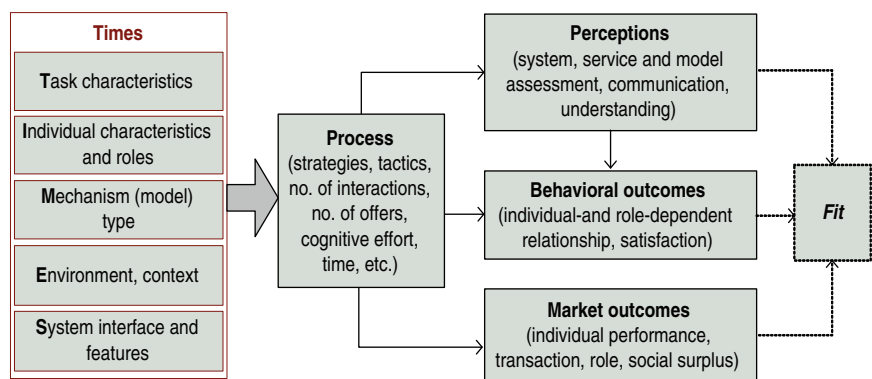 Times
Task characteristics
Individual characteristics
and roles
Mechanism (model)
type
Environment, context
System interface and
features
Process
(strategies, tactics,
no. of interactions,
no. of offers,
cognitive effort,
time, etc.)
Perceptions
(system, service and model
assessment, communication,
understanding)
Behavioral outcomes
(individual-and role-dependent
relationship, satisfaction)
Market outcomes
(individual performance,
transaction, role, social surplus)
Fit